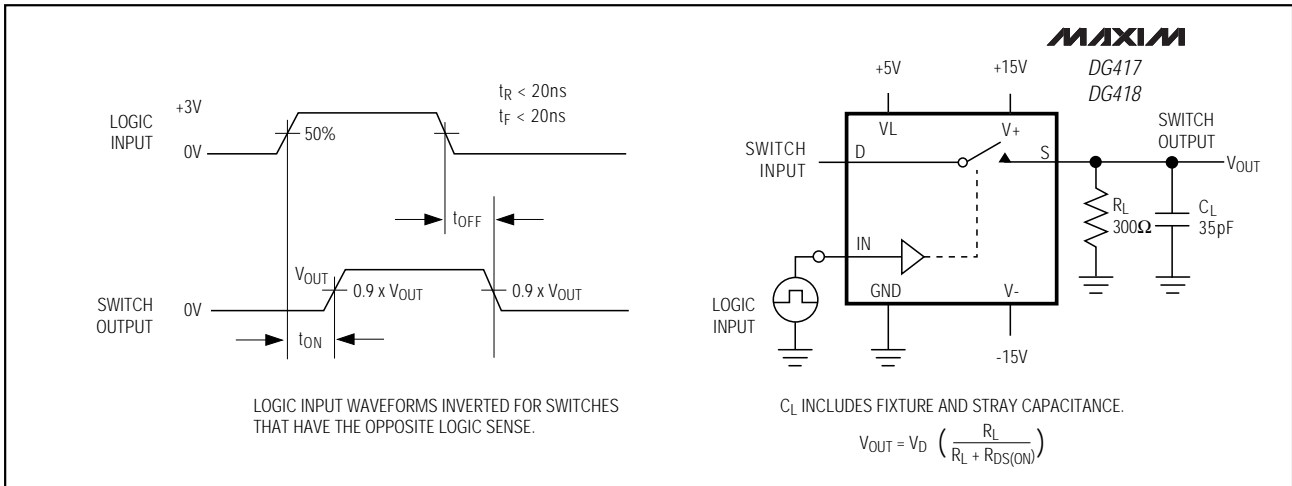 MAXIM
DG417
DG418
LOGIC
INPUT
+3V
0V
50%
tR < 20ns
tF < 20ns
tOFF
SWITCH
OUTPUT
0V
VOUT
0.9 x VOUT
0.9 x VOUT
tON
LOGIC INPUT WAVEFORMS INVERTED FOR SWITCHES
THAT HAVE THE OPPOSITE LOGIC SENSE.
+5V
+15V
VL
V+
SWITCH
INPUT
D
S
SWITCH
OUTPUT
VOUT
RL
300Ω
CL
35pF
IN
LOGIC
INPUT
GND
V-
-15V
CL INCLUDES FIXTURE AND STRAY CAPACITANCE.
VOUT = VD ( RL / RL + RDS(ON) )